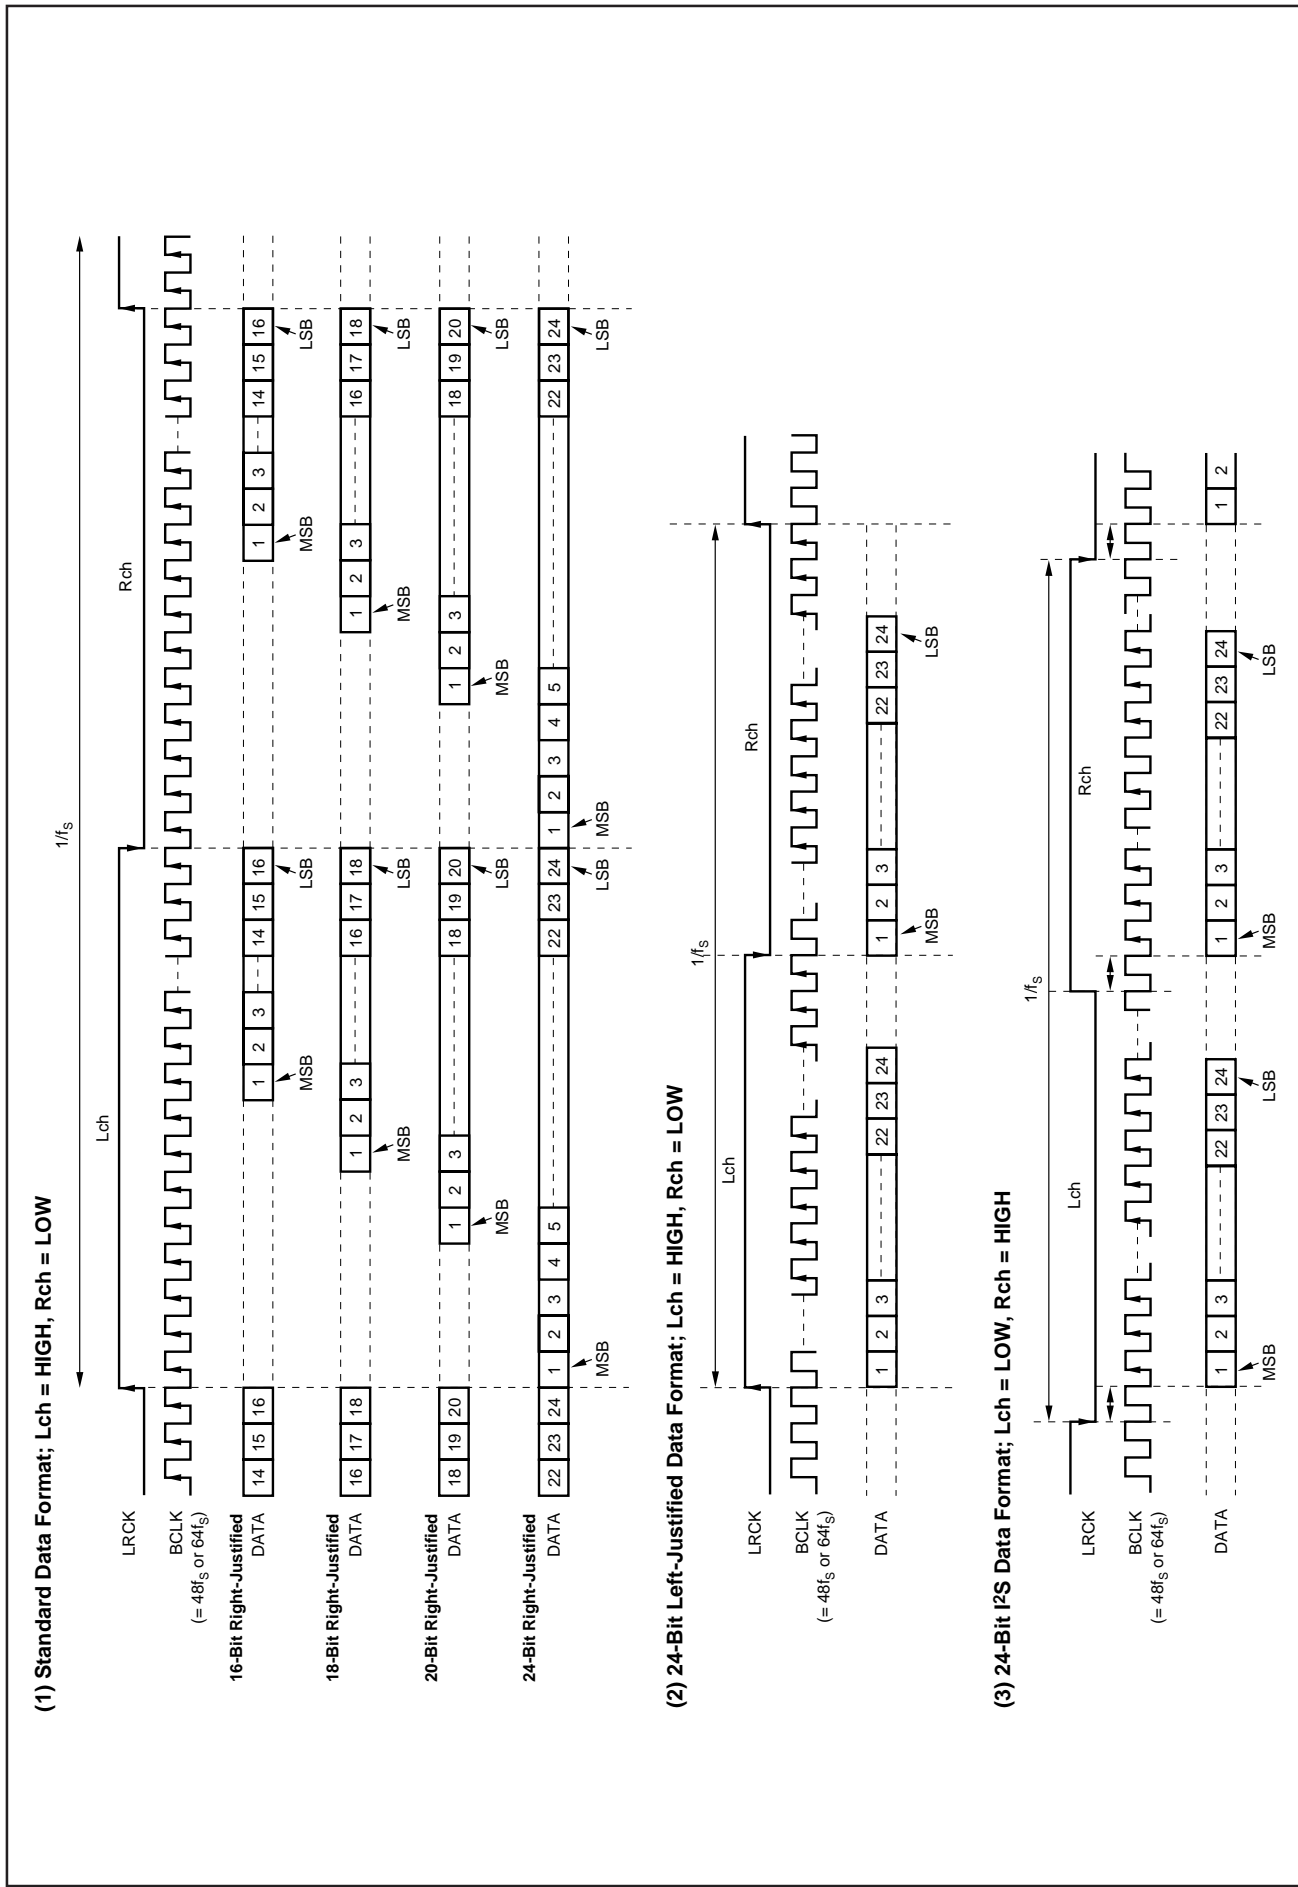 (1) Standard Data Format; Lch = HIGH, Rch = LOW
1/fS
Lch Rch
LRCK
BCLK
(= 48fS or 64fS)
16-Bit Right-Justified
DATA 14 15 16 1 2 3 14 15 16 1 2 3 14 15 16
MSB LSB MSB LSB
18-Bit Right-Justified
DATA 16 17 18 1 2 3 16 17 18 1 2 3 16 17 18
MSB LSB MSB LSB
20-Bit Right-Justified
DATA 18 19 20 1 2 3 18 19 20 1 2 3 18 19 20
MSB LSB MSB LSB
24-Bit Right-Justified
DATA 22 23 24 1 2 3 4 5 22 23 24 1 2 3 4 5 22 23 24
MSB LSB MSB LSB
(2) 24-Bit Left-Justified Data Format; Lch = HIGH, Rch = LOW
1/fS
Lch Rch
LRCK
BCLK
(= 48fS or 64fS)
DATA 1 2 3 22 23 24 1 2 3 22 23 24
MSB LSB
(3) 24-Bit I²S Data Format; Lch = LOW, Rch = HIGH
1/fS
Lch Rch
LRCK
BCLK
(= 48fS or 64fS)
DATA 1 2 3 22 23 24 1 2 3 22 23 24 1 2
MSB LSB MSB LSB